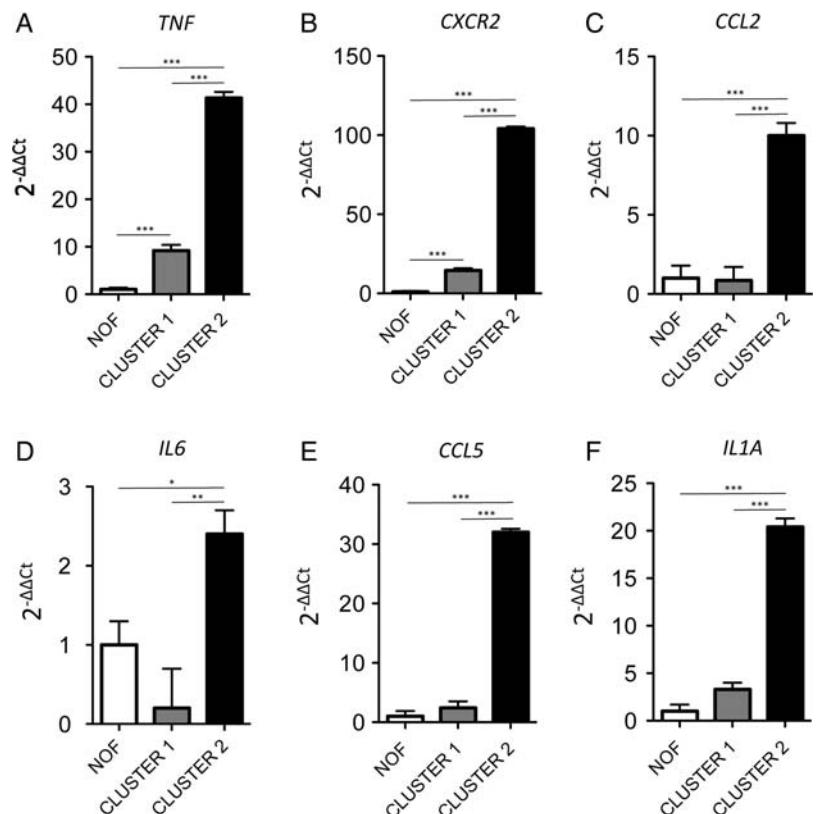 A TNF
2-ΔΔCt
50
40
30
20
10
0
***
***
***
NOF
CLUSTER 1
CLUSTER 2
B CXCR2
2-ΔΔCt
150
100
50
0
***
***
***
NOF
CLUSTER 1
CLUSTER 2
C CCL2
2-ΔΔCt
15
10
5
0
***
***
NOF
CLUSTER 1
CLUSTER 2
D IL6
2-ΔΔCt
3
2
1
0
*
**
NOF
CLUSTER 1
CLUSTER 2
E CCL5
2-ΔΔCt
40
30
20
10
0
***
***
NOF
CLUSTER 1
CLUSTER 2
F IL1A
2-ΔΔCt
25
20
15
10
5
0
***
***
NOF
CLUSTER 1
CLUSTER 2